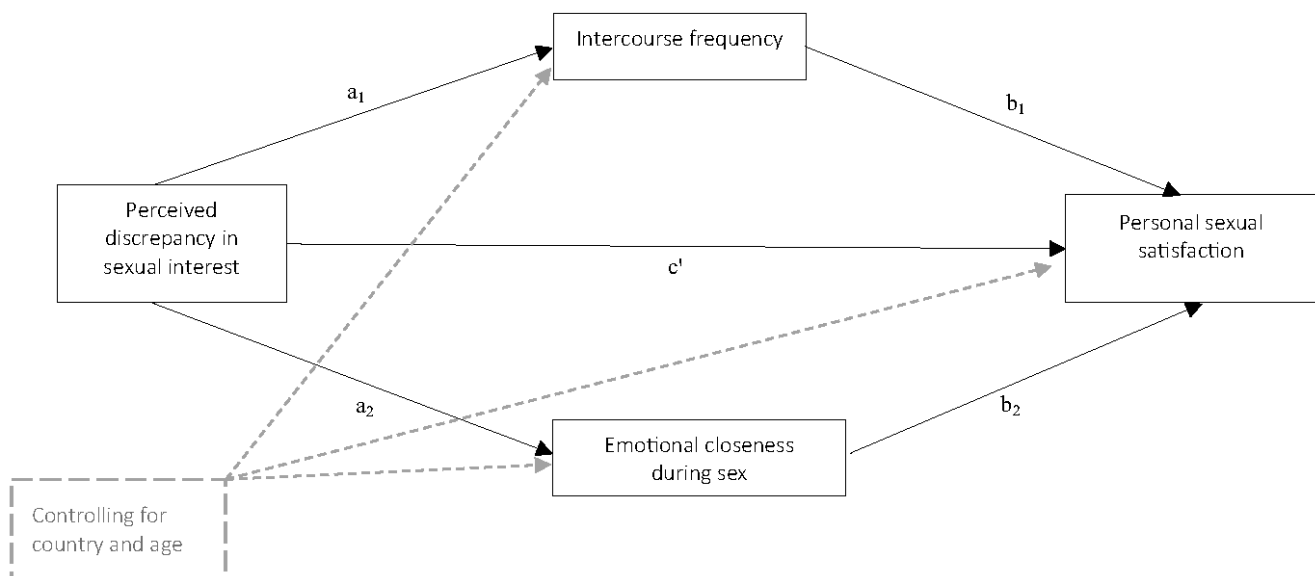 Intercourse frequency
a₁
b₁
Perceived
discrepancy in
sexual interest
c'
Personal sexual
satisfaction
a₂
b₂
Emotional closeness
during sex
Controlling for
country and age